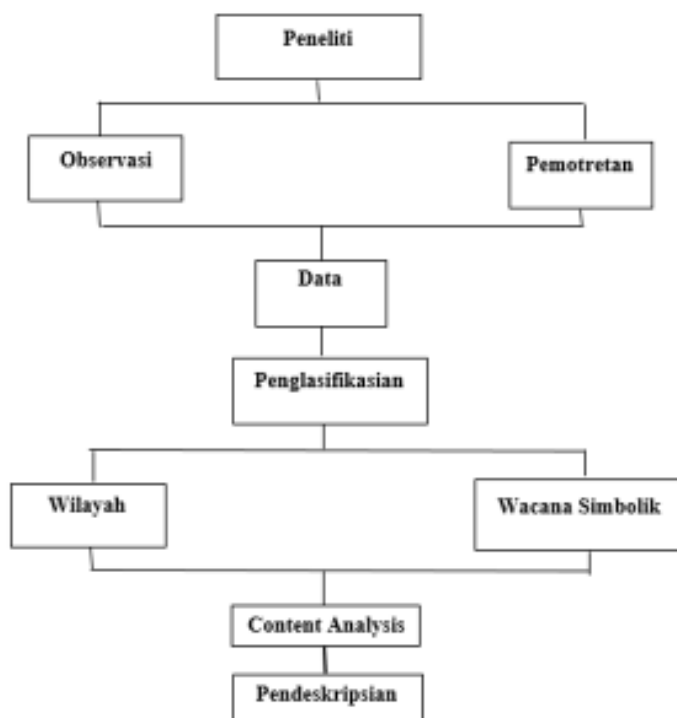 Peneliti
Observasi
Pemotretan
Data
Penglasifikasian
Wilayah
Wacana Simbolik
Content Analysis
Pendeskripsian